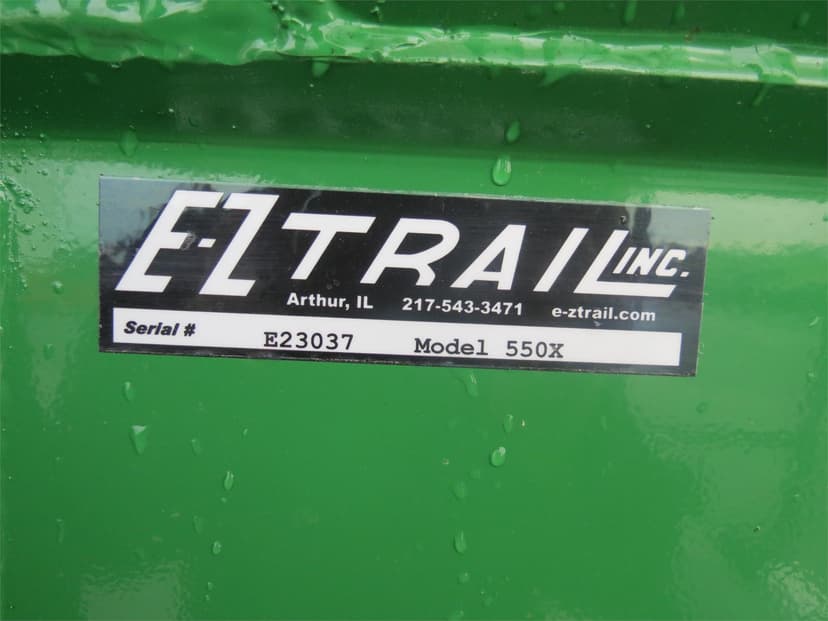 E-Z TRAIL INC.
Arthur, IL 217-543-3471 e-ztrail.com
Serial # E23037 Model 550X